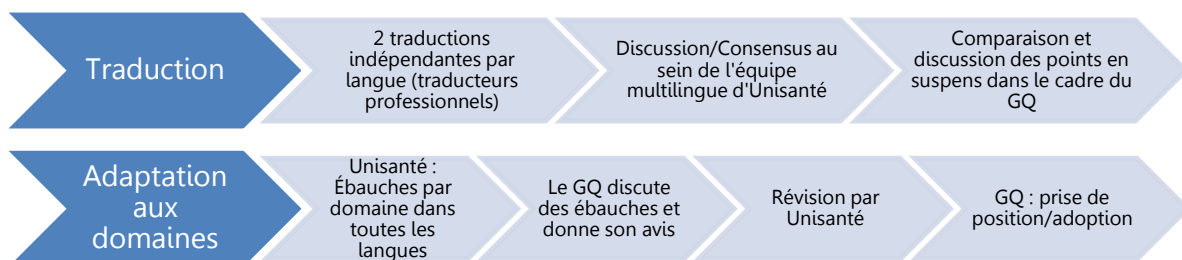 Traduction
2 traductions
indépendantes par
langue (traducteurs
professionnels)
Discussion/Consensus au
sein de l'équipe
multilingue d'Unisanté
Comparaison et
discussion des points en
suspens dans le cadre du
GQ
Adaptation
aux
domaines
Unisanté :
Ébauches par
domaine dans
toutes les
langues
Le GQ discute
des ébauches et
donne son avis
Révision par
Unisanté
GQ : prise de
position/adoption